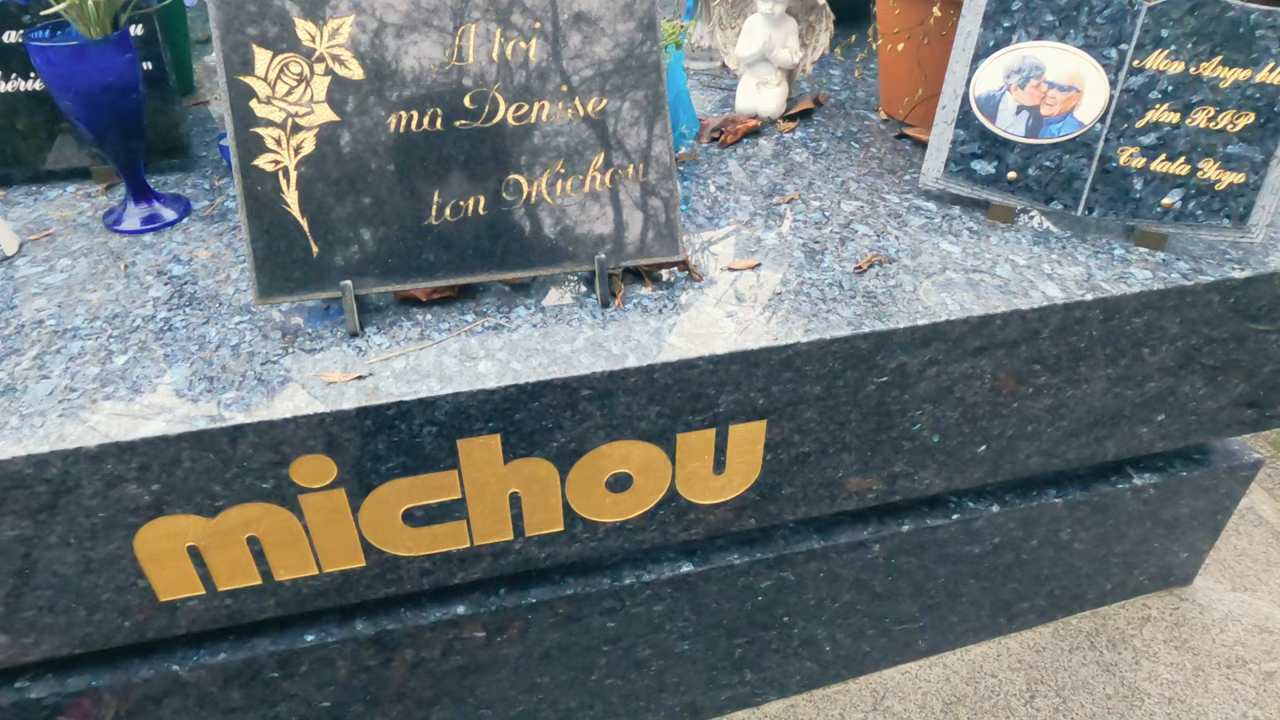 A toi
ma Denise
ton Michou
Mon Ange
jtm RIP
Ta tata Yoyo
michou